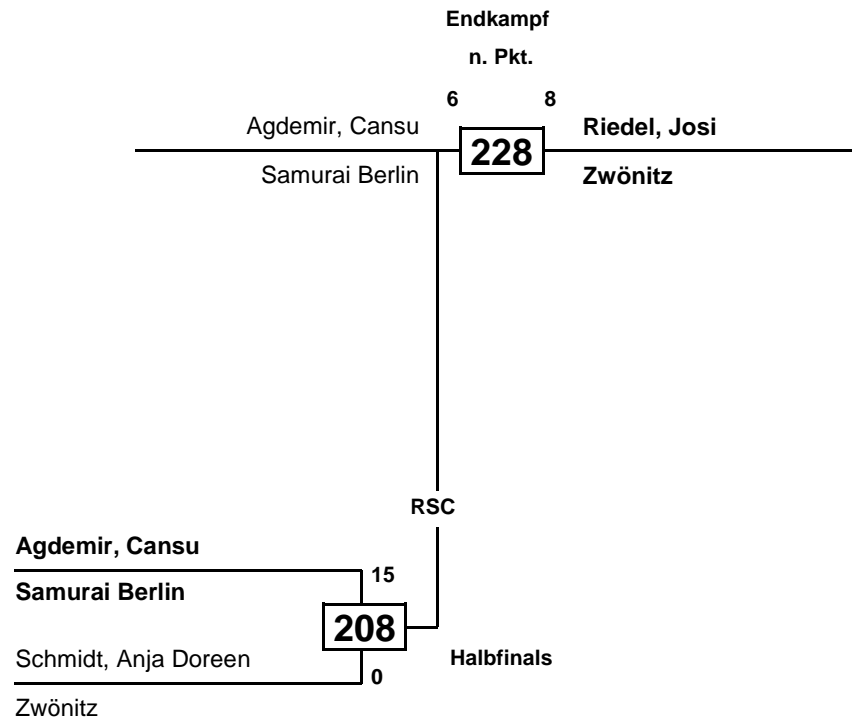 Endkampf
n. Pkt.
6 8
Agdemir, Cansu 228 Riedel, Josi
Samurai Berlin Zwönitz
RSC
Agdemir, Cansu
15
Samurai Berlin
208
Schmidt, Anja Doreen Halbfinals
0
Zwönitz